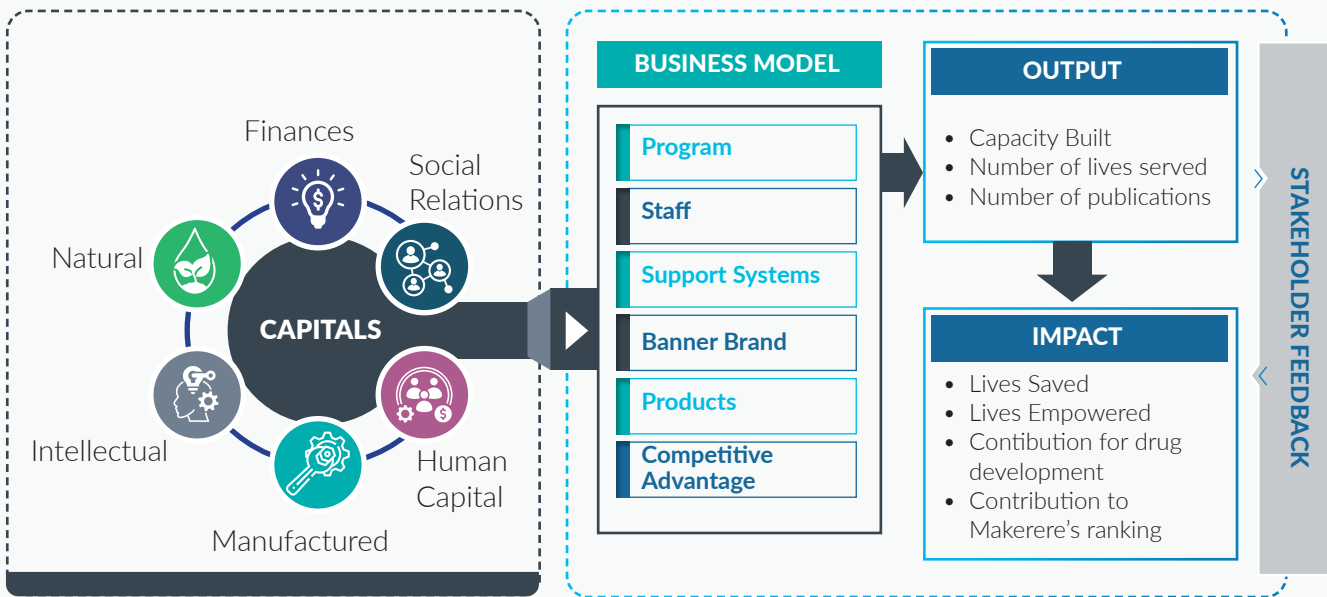 Finances
Social
Relations
Natural
CAPITALS
Intellectual
Human
Capital
Manufactured
BUSINESS MODEL
Program
Staff
Support Systems
Banner Brand
Products
Competitive
Advantage
OUTPUT
• Capacity Built
• Number of lives served
• Number of publications
IMPACT
• Lives Saved
• Lives Empowered
• Contibution for drug
development
• Contribution to
Makerere’s ranking
STAKEHOLDER FEEDBACK